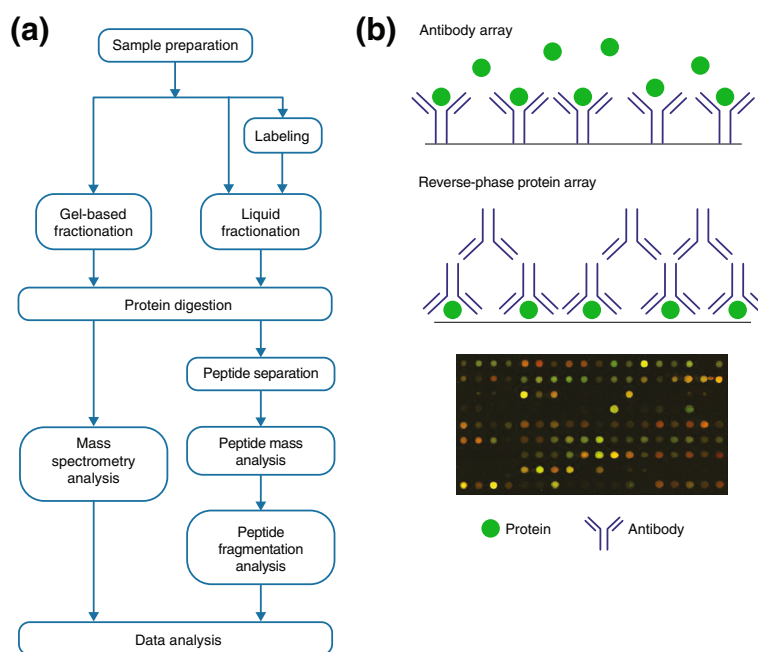 (a)
Sample preparation
Labeling
Gel-based
fractionation
Liquid
fractionation
Protein digestion
Peptide separation
Mass
spectrometry
analysis
Peptide mass
analysis
Peptide
fragmentation
analysis
Data analysis
(b)
Antibody array
Reverse-phase protein array
Protein
Antibody